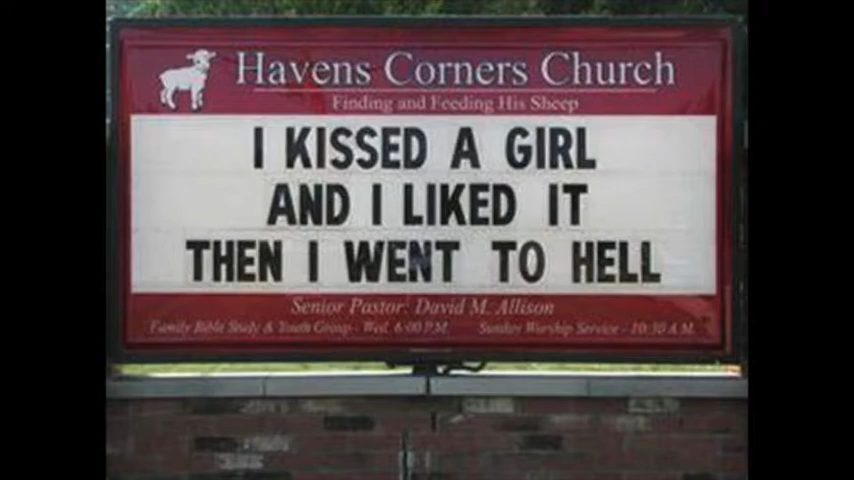 Havens Corners Church
Finding and Feeding His Sheep
I KISSED A GIRL
AND I LIKED IT
THEN I WENT TO HELL
Senior Pastor: David M. Allison
Family Bible Study & Youth Group - Wed. 6:00 P.M. Sunday Worship Service - 10:30 A.M.